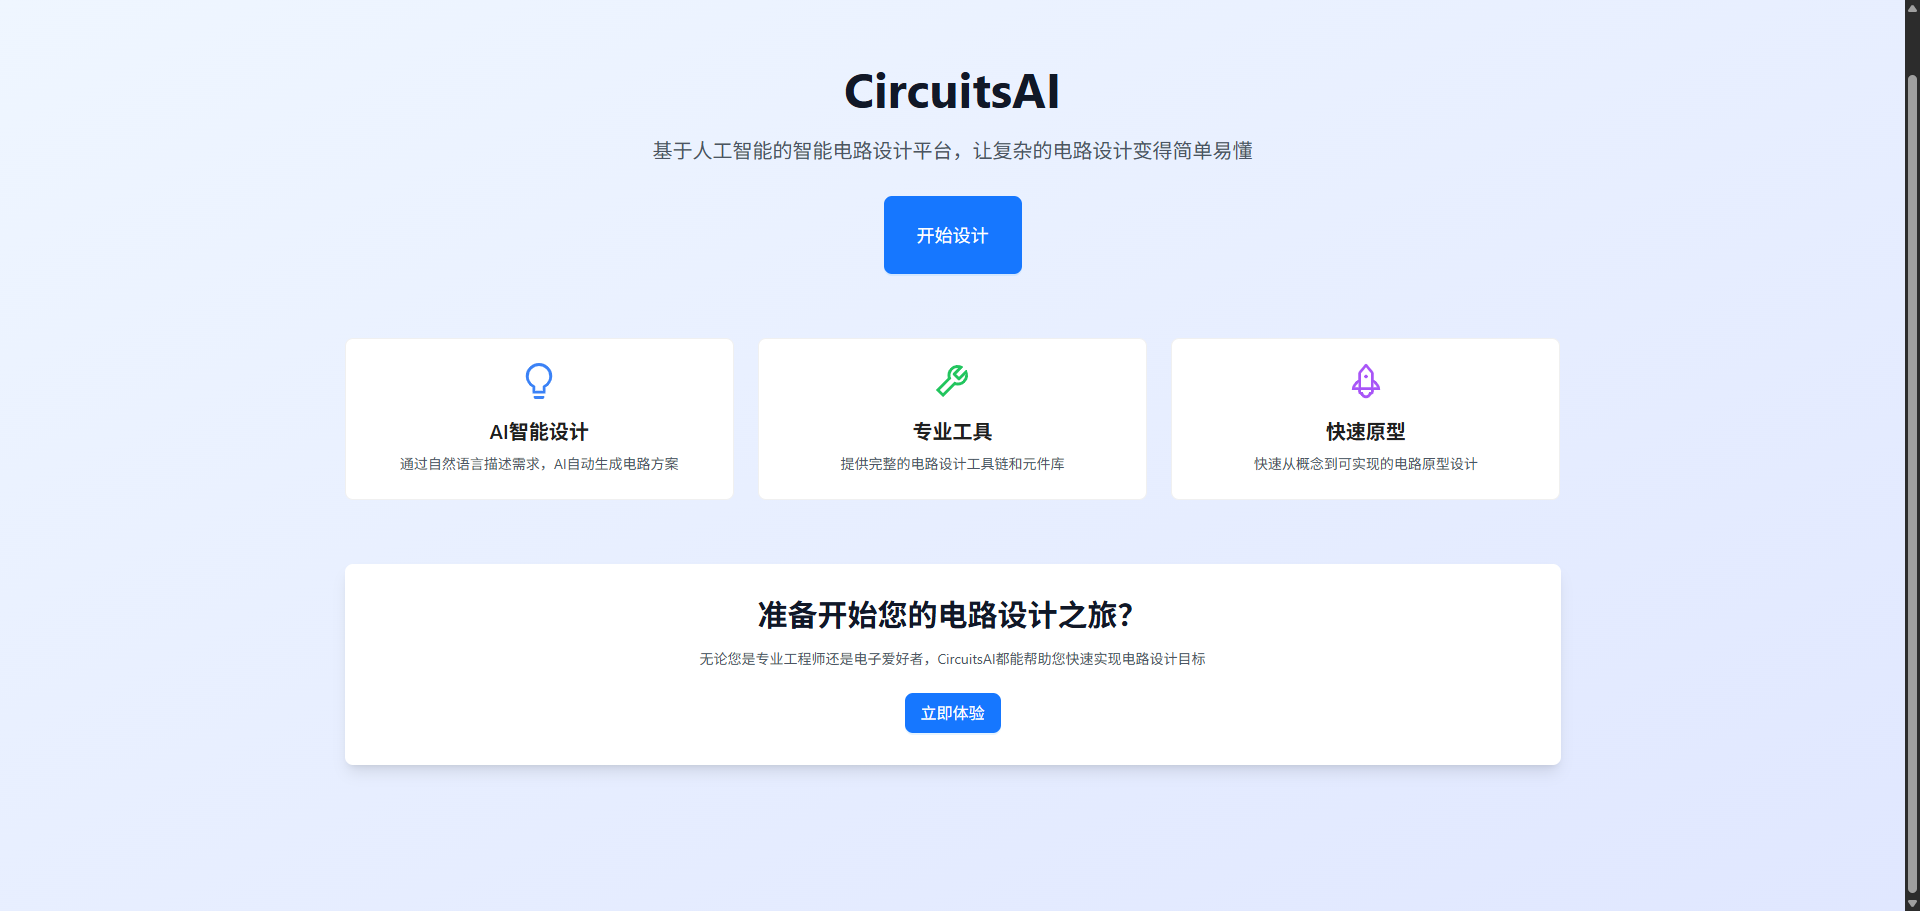 CircuitsAI
基于人工智能的智能电路设计平台，让复杂的电路设计变得简单易懂
开始设计
AI智能设计
通过自然语言描述需求，AI自动生成电路方案
专业工具
提供完整的电路设计工具链和元件库
快速原型
快速从概念到可实现的电路原型设计
准备开始您的电路设计之旅？
无论您是专业工程师还是电子爱好者，CircuitsAI都能帮助您快速实现电路设计目标
立即体验